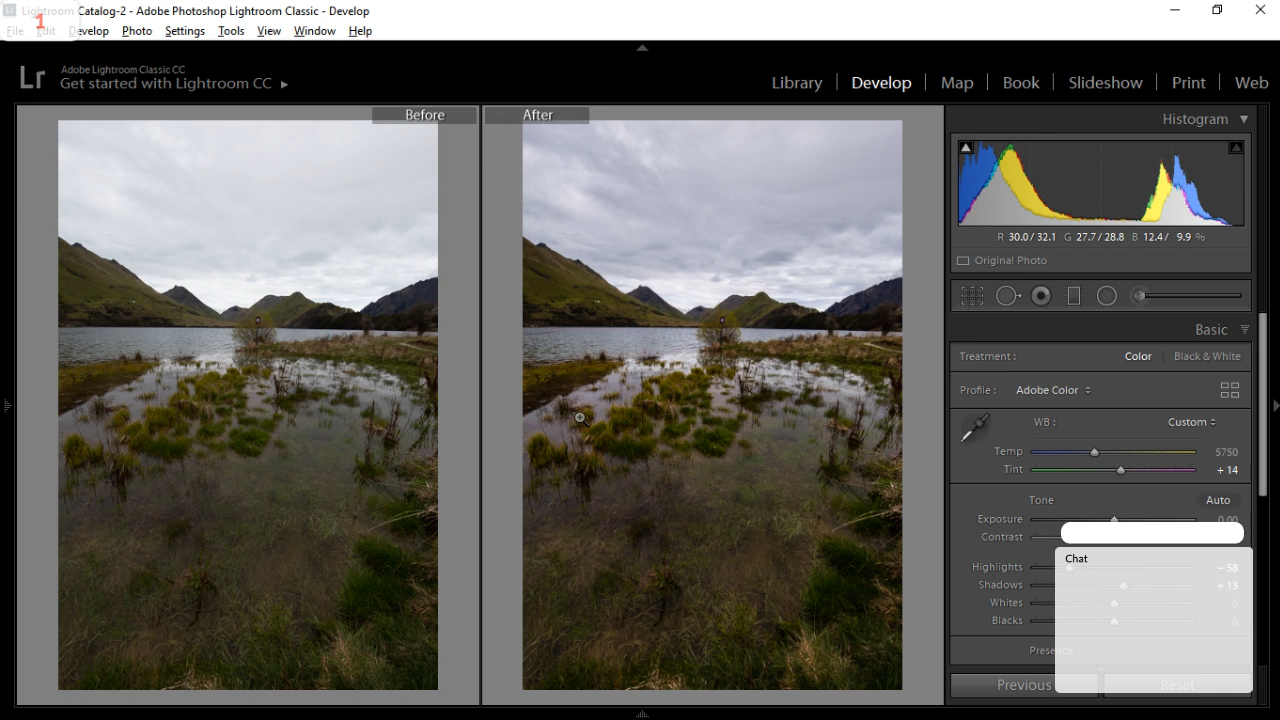 1
Lightroom Catalog-2 - Adobe Photoshop Lightroom Classic - Develop
File Edit Develop Photo Settings Tools View Window Help
Lr
Adobe Lightroom Classic CC
Get started with Lightroom CC
Library Develop Map Book Slideshow Print Web
Before After
Histogram
R 30.0 / 32.1 G 27.7 / 28.8 B 12.4 / 9.9 %
Original Photo
Basic
Treatment : Color Black & White
Profile : Adobe Color
WB : Custom
Temp 5750
Tint + 14
Tone Auto
Exposure 0.00
Contrast
Chat
Highlights − 58
Shadows + 13
Whites 0
Blacks 0
Presence
Previous Reset